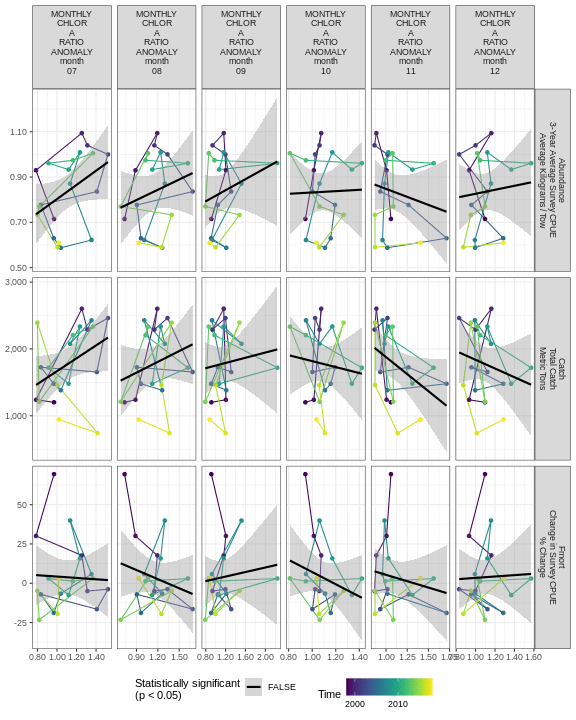 MONTHLY
CHLOR
A
RATIO
ANOMALY
month
07
MONTHLY
CHLOR
A
RATIO
ANOMALY
month
08
MONTHLY
CHLOR
A
RATIO
ANOMALY
month
09
MONTHLY
CHLOR
A
RATIO
ANOMALY
month
10
MONTHLY
CHLOR
A
RATIO
ANOMALY
month
11
MONTHLY
CHLOR
A
RATIO
ANOMALY
month
12
1.10
0.90
0.70
0.50
Abundance
3-Year Average Survey CPUE
Average Kilograms / Tow
3,000
2,000
1,000
Catch
Total Catch
Metric Tons
50
25
0
-25
Fmort
Change in Survey CPUE
% Change
0.80 1.00 1.20 1.40
0.90 1.20 1.50
0.80 1.20 1.60 2.00
0.80 1.00 1.20 1.40
1.00 1.25 1.50 1.75
0.80 1.00 1.20 1.40 1.60
Statistically significant
(p < 0.05)
FALSE
Time
2000 2010